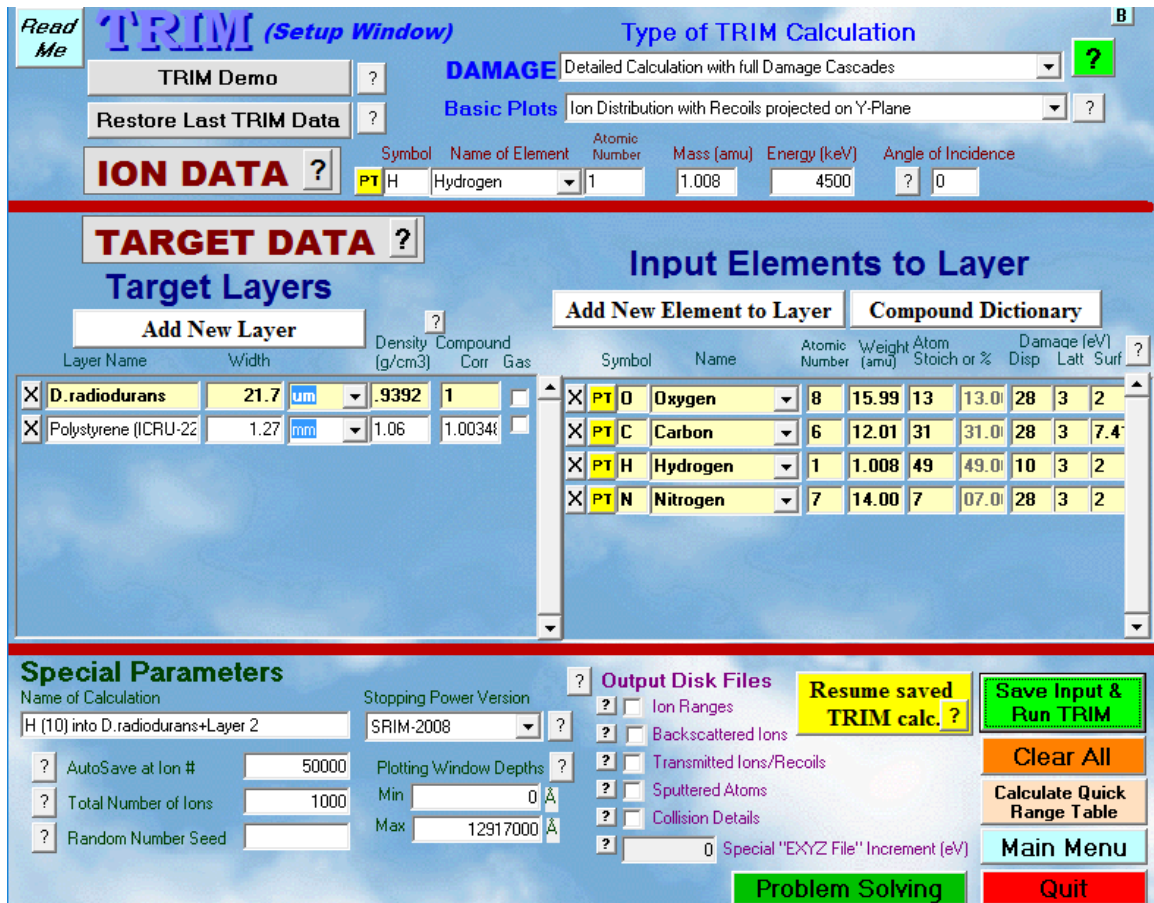 Read Me
TRIM (Setup Window)
Type of TRIM Calculation
B
TRIM Demo ?
DAMAGE Detailed Calculation with full Damage Cascades ?
Restore Last TRIM Data ?
Basic Plots Ion Distribution with Recoils projected on Y-Plane ?
ION DATA ?
Symbol Name of Element Atomic Number Mass (amu) Energy (keV) Angle of Incidence
PT H Hydrogen 1 1.008 4500 ? 0
TARGET DATA ?
Target Layers
Add New Layer
?
Layer Name Width Density (g/cm3) Compound Corr Gas
X D.radiodurans 21.7 um .9392 1
X Polystyrene (ICRU-22 1.27 mm 1.06 1.00348
Input Elements to Layer
Add New Element to Layer Compound Dictionary
Symbol Name Atomic Number Weight (amu) Atom Stoich or % Damage (eV) Disp Latt Surf ?
X PT O Oxygen 8 15.99 13 13.0 28 3 2
X PT C Carbon 6 12.01 31 31.0 28 3 7.4
X PT H Hydrogen 1 1.008 49 49.0 10 3 2
X PT N Nitrogen 7 14.00 7 07.0 28 3 2
Special Parameters
Name of Calculation
H (10) into D.radiodurans+Layer 2
Stopping Power Version
SRIM-2008 ?
? AutoSave at Ion # 50000
? Total Number of Ions 1000
? Random Number Seed
Plotting Window Depths ?
Min 0 Å
Max 12917000 Å
? Output Disk Files
? Ion Ranges
? Backscattered Ions
? Transmitted Ions/Recoils
? Sputtered Atoms
? Collision Details
? 0 Special "EXYZ File" Increment (eV)
Resume saved TRIM calc. ?
Save Input & Run TRIM
Clear All
Calculate Quick Range Table
Main Menu
Problem Solving
Quit